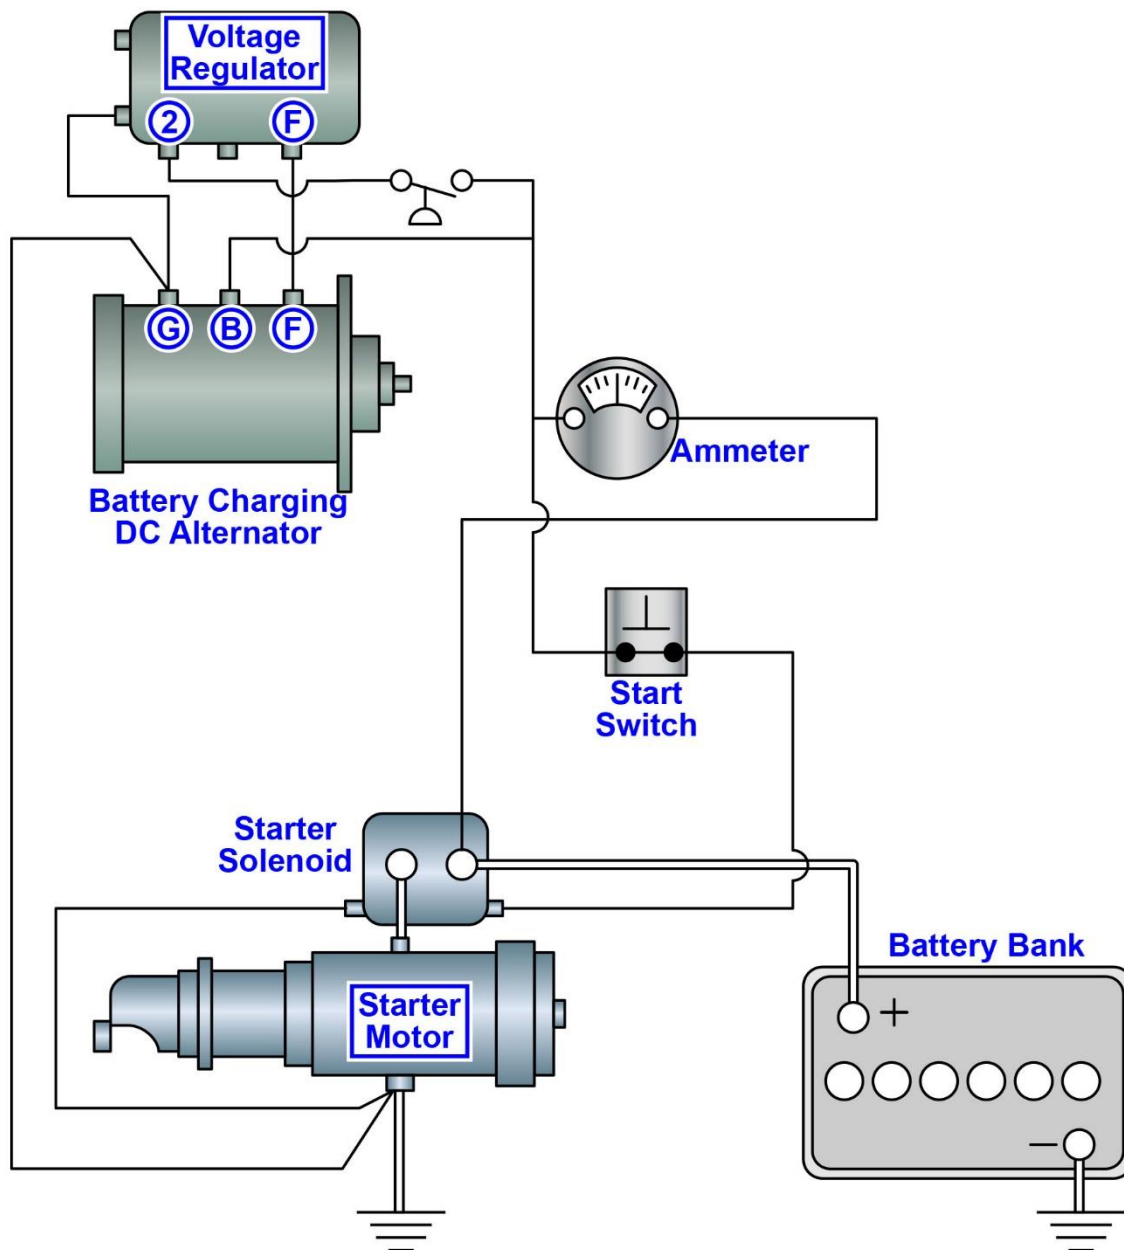 Voltage
Regulator
2 F
G B F
Battery Charging
DC Alternator
Ammeter
Start
Switch
Starter
Solenoid
Starter
Motor
Battery Bank
+
−